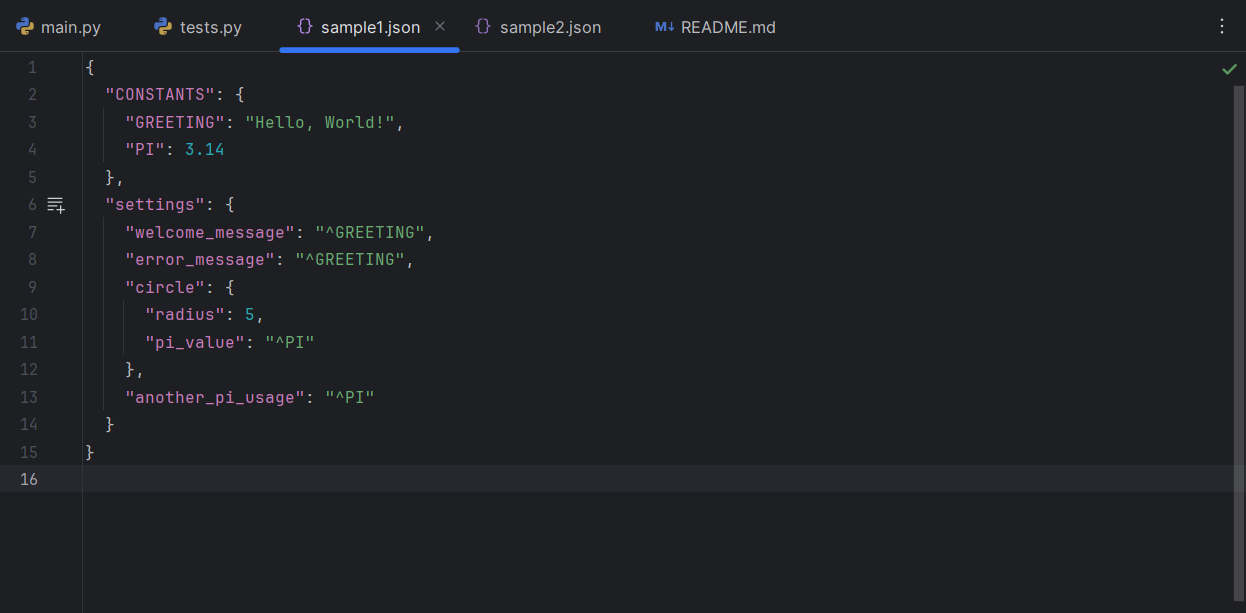 main.py tests.py sample1.json sample2.json M↓ README.md
1 {
2   "CONSTANTS": {
3     "GREETING": "Hello, World!",
4     "PI": 3.14
5   },
6   "settings": {
7     "welcome_message": "^GREETING",
8     "error_message": "^GREETING",
9     "circle": {
10       "radius": 5,
11       "pi_value": "^PI"
12     },
13     "another_pi_usage": "^PI"
14   }
15 }
16